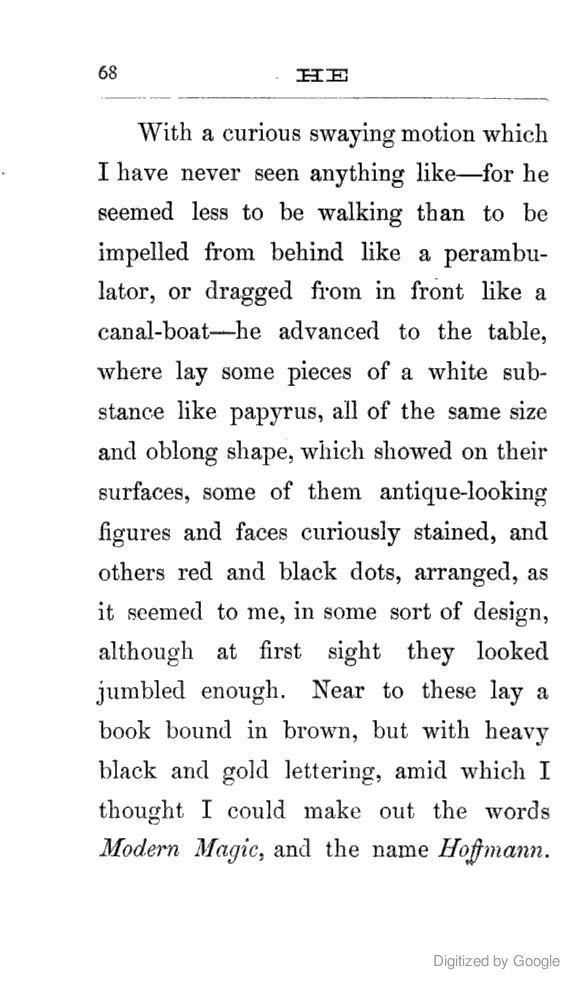 68
HE
With a curious swaying motion which
I have never seen anything like—for he
seemed less to be walking than to be
impelled from behind like a perambu-
lator, or dragged from in front like a
canal-boat—he advanced to the table,
where lay some pieces of a white sub-
stance like papyrus, all of the same size
and oblong shape, which showed on their
surfaces, some of them antique-looking
figures and faces curiously stained, and
others red and black dots, arranged, as
it seemed to me, in some sort of design,
although at first sight they looked
jumbled enough. Near to these lay a
book bound in brown, but with heavy
black and gold lettering, amid which I
thought I could make out the words
Modern Magic, and the name Hoffmann.
Digitized by Google